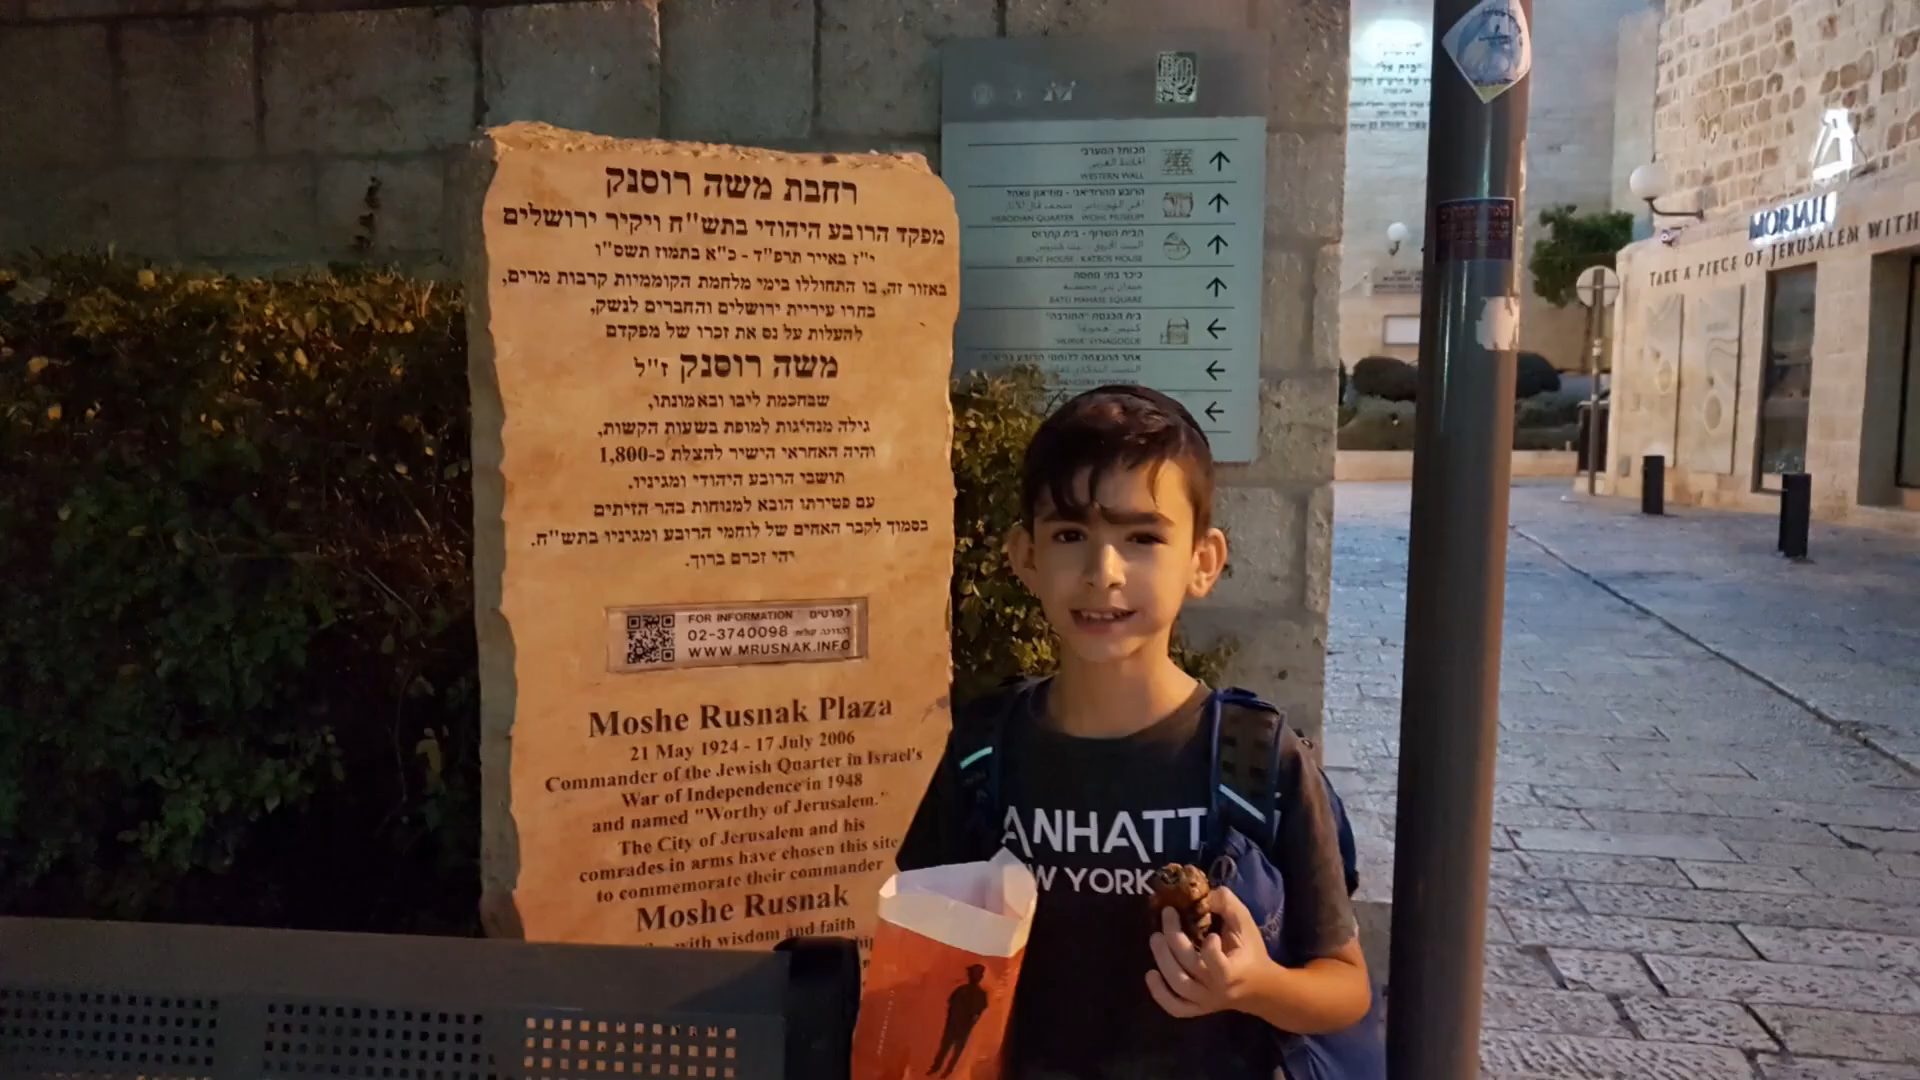 רחבת משה רוסנק
מפקד הרובע היהודי בתש"ח ויקיר ירושלים
י"ז באייר תרפ"ד - כ"א בתמוז תשס"ו
באזור זה, בו התחוללו בימי מלחמת הקוממיות קרבות מרים,
בחרו עיריית ירושלים והחברים לנשק,
להעלות על נס את זכרו של מפקדם
משה רוסנק ז"ל
שבחכמת ליבו ובאמונתו,
גילה מנהיגות למופת בשעות הקשות,
והיה האחראי הישיר להצלת כ-1,800
תושבי הרובע היהודי ומגיניו.
עם פטירתו הובא למנוחות בהר הזיתים
בסמוך לקבר האחים של לוחמי הרובע ומגיניו בתש"ח.
יהי זכרם ברוך.
FOR INFORMATION לפרטים
02-3740098
WWW.MRUSNAK.INFO
Moshe Rusnak Plaza
21 May 1924 - 17 July 2006
Commander of the Jewish Quarter in Israel's
War of Independence in 1948
and named "Worthy of Jerusalem."
The City of Jerusalem and his
comrades in arms have chosen this site
to commemorate their commander
Moshe Rusnak
with wisdom and faith
הכותל המערבי
WESTERN WALL
הרובע ההרודיאני - מוזיאון וואהל
HERODIAN QUARTER - WOHL MUSEUM
הבית השרוף - בית קתרוס
BURNT HOUSE - KATROS HOUSE
כיכר בתי מחסה
BATEI MAHASE SQUARE
בית הכנסת "החורבה"
HURVA SYNAGOGUE
ANHATT
W YORK
MORIAH
TAKE A PIECE OF JERUSALEM WITH